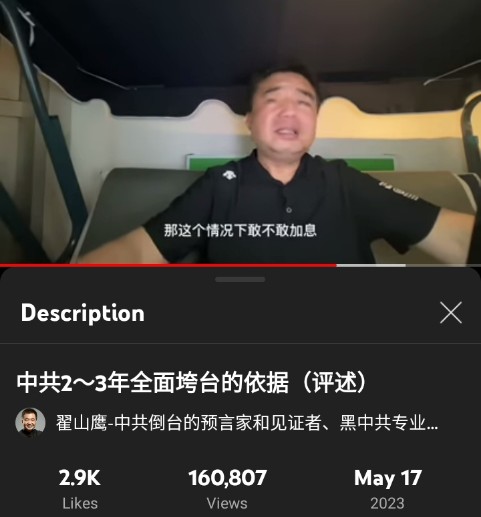 那这个情况下敢不敢加息
Description
中共2～3年全面垮台的依据（评述）
翟山鹰-中共倒台的预言家和见证者、黑中共专业...
2.9K
160,807
May 17
Likes
Views
2023